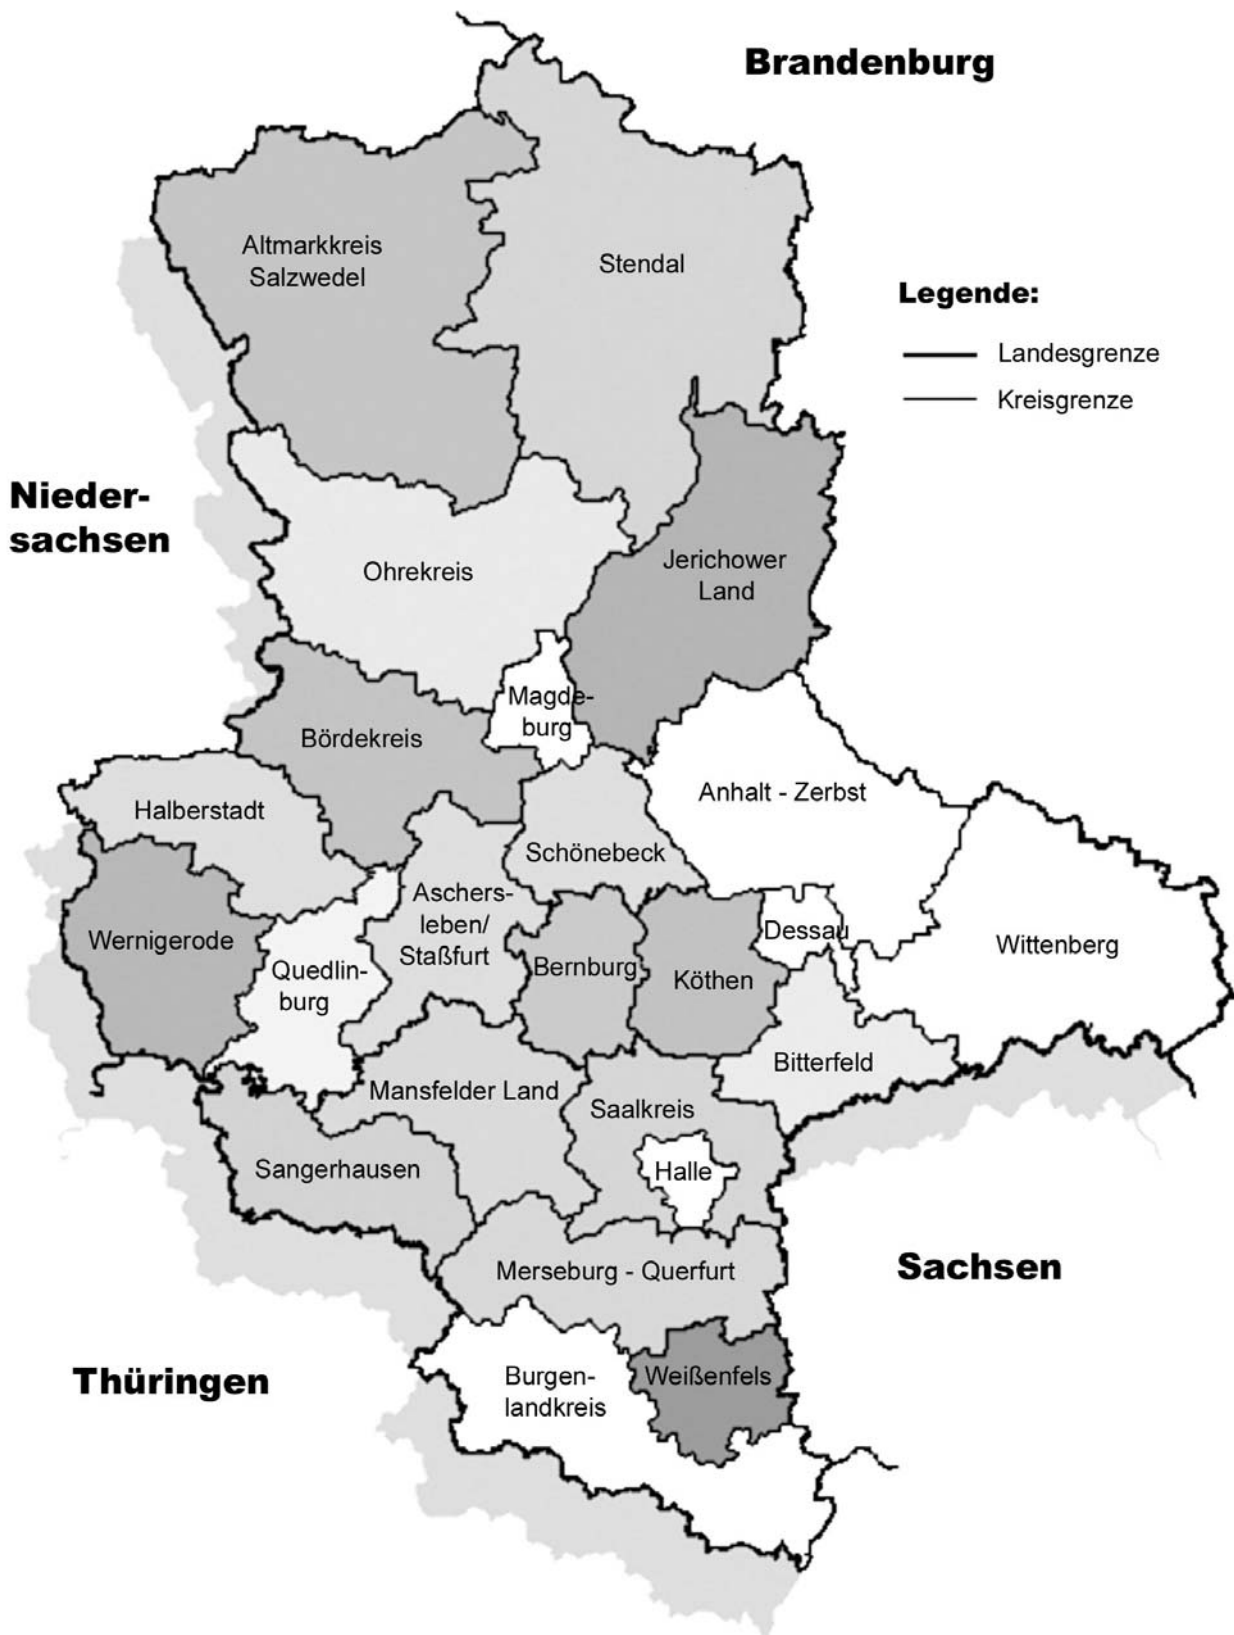 Brandenburg
Altmarkkreis
Salzwedel
Stendal
Legende:
Landesgrenze
Kreisgrenze
Nieder-
sachsen
Ohrekreis
Jerichower
Land
Magde-
burg
Bördekreis
Anhalt - Zerbst
Halberstadt
Schönebeck
Aschers-
leben/
Staßfurt
Wernigerode
Quedlin-
burg
Bernburg
Köthen
Dessau
Wittenberg
Bitterfeld
Mansfelder Land
Saalkreis
Halle
Sangerhausen
Merseburg - Querfurt
Sachsen
Thüringen
Burgen-
landkreis
Weißenfels